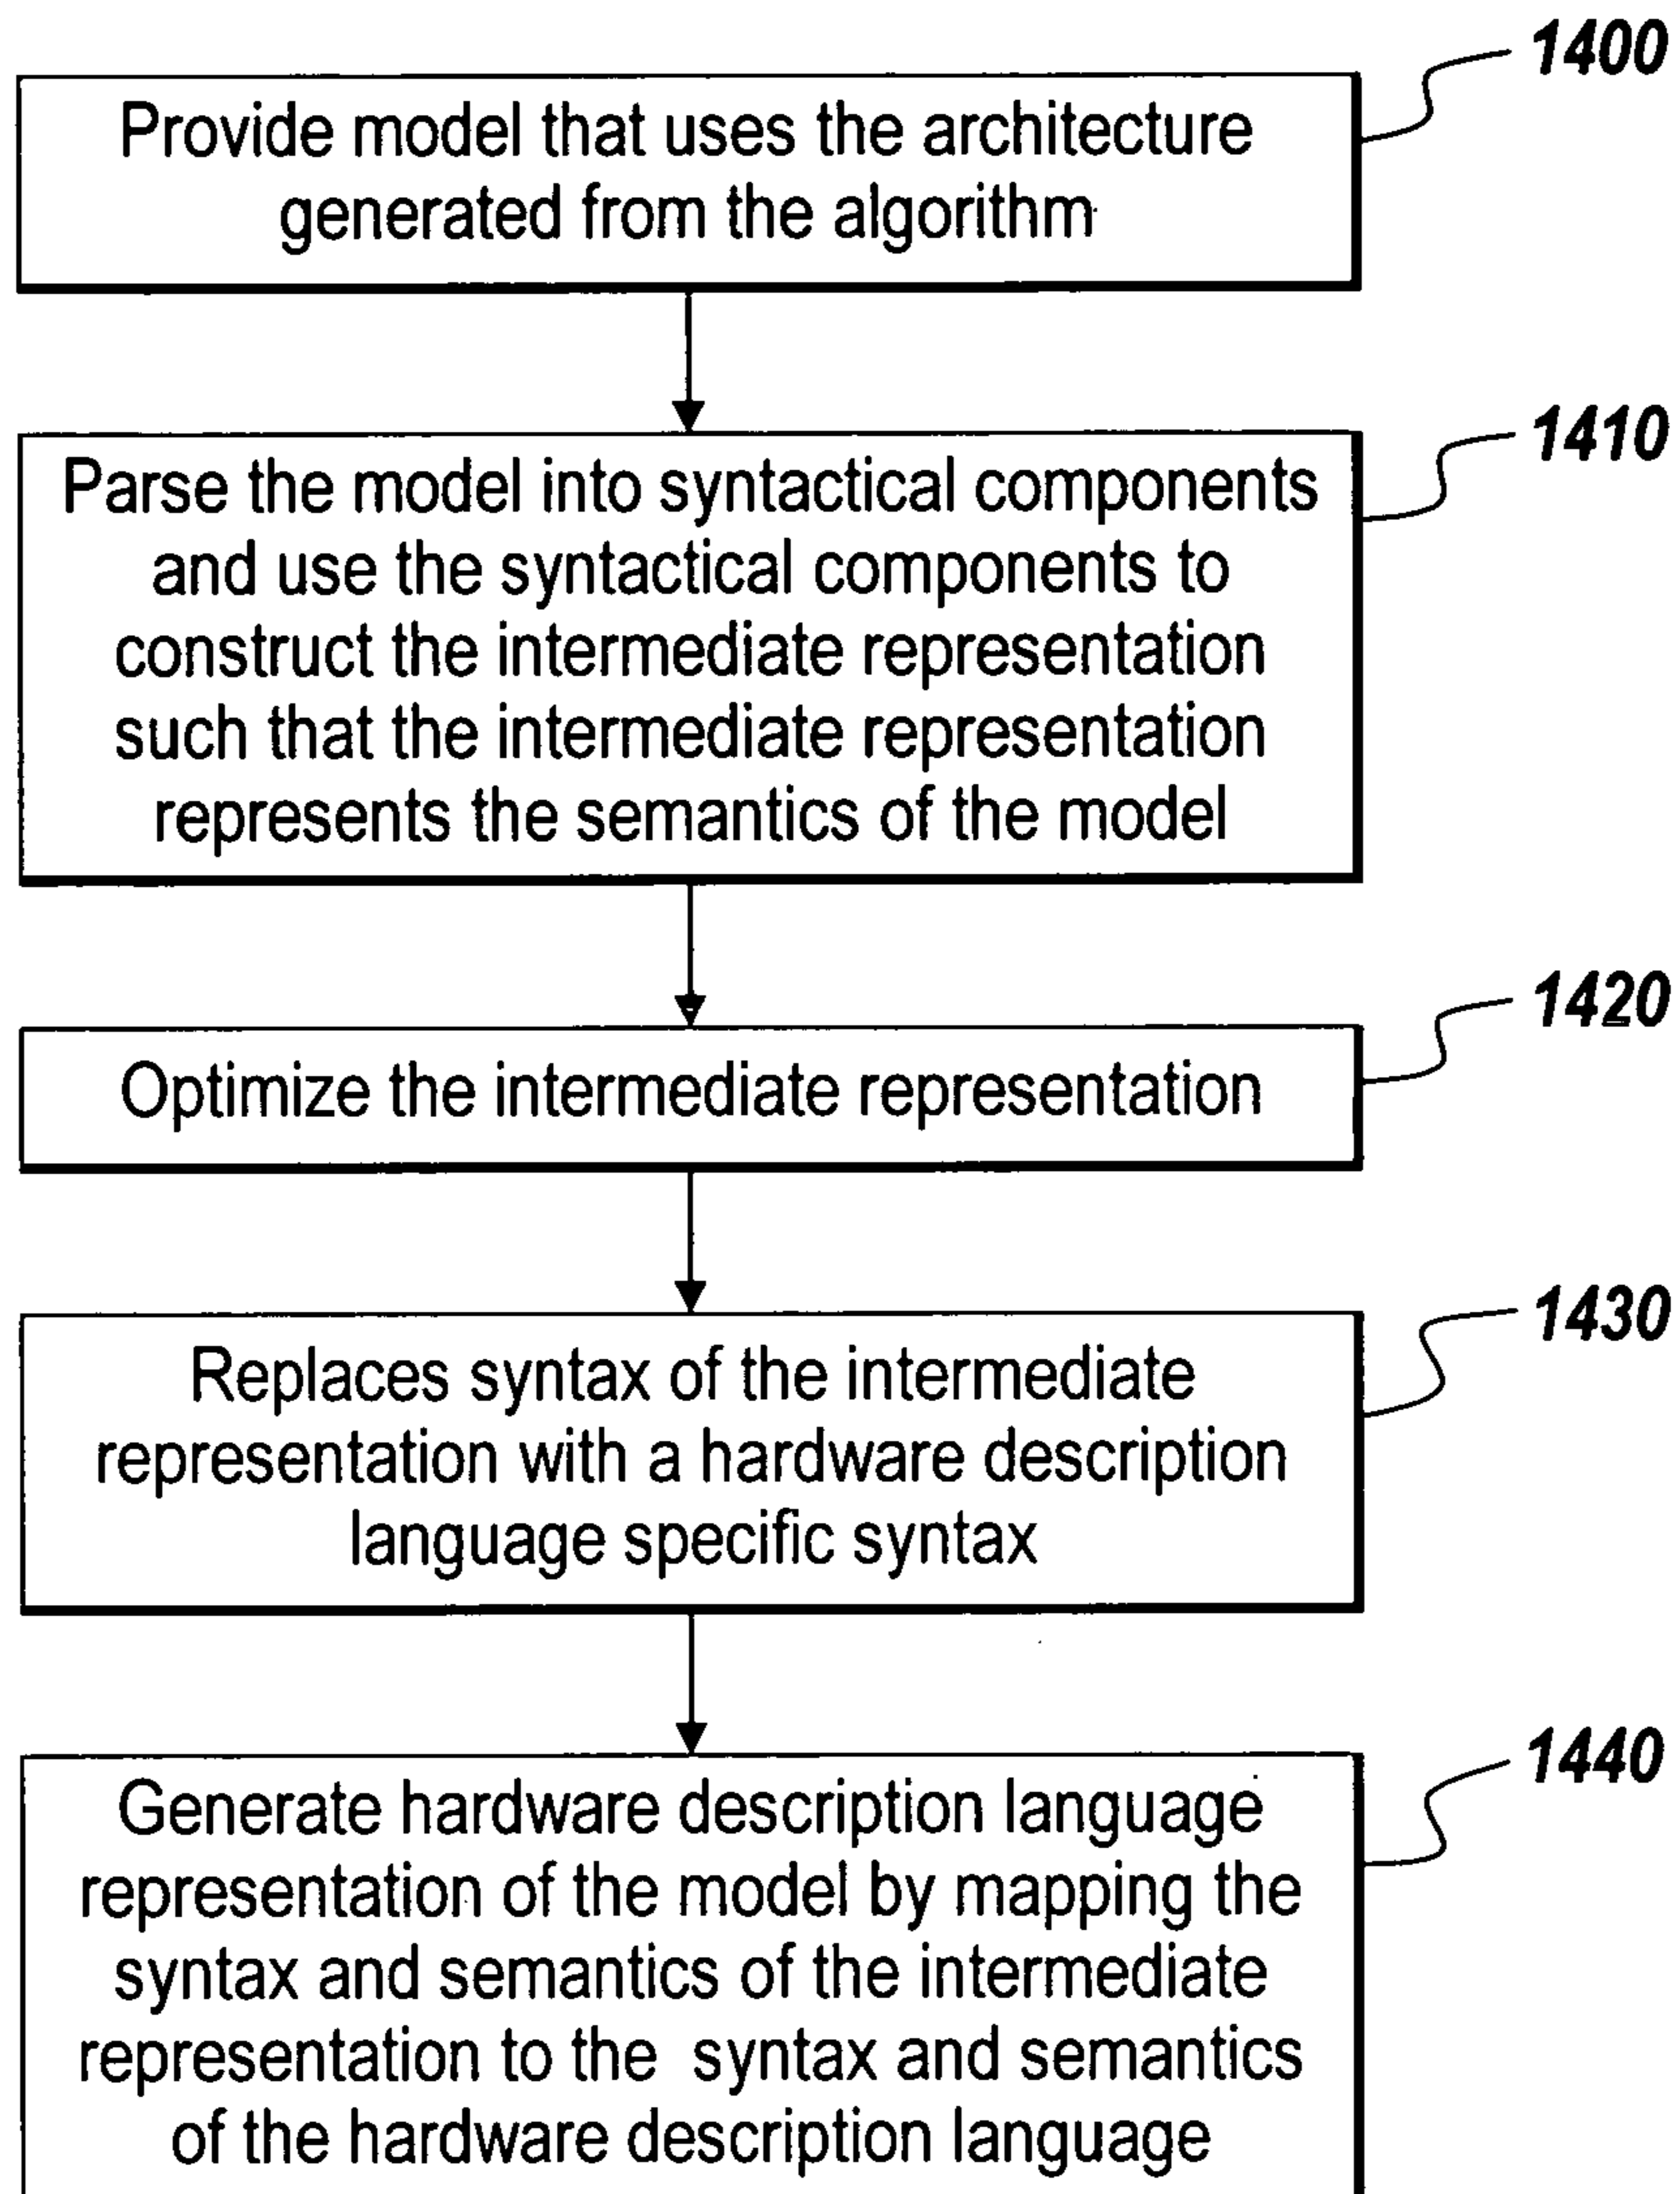 1400
Provide model that uses the architecture
generated from the algorithm
1410
Parse the model into syntactical components
and use the syntactical components to
construct the intermediate representation
such that the intermediate representation
represents the semantics of the model
1420
Optimize the intermediate representation
1430
Replaces syntax of the intermediate
representation with a hardware description
language specific syntax
1440
Generate hardware description language
representation of the model by mapping the
syntax and semantics of the intermediate
representation to the syntax and semantics
of the hardware description language